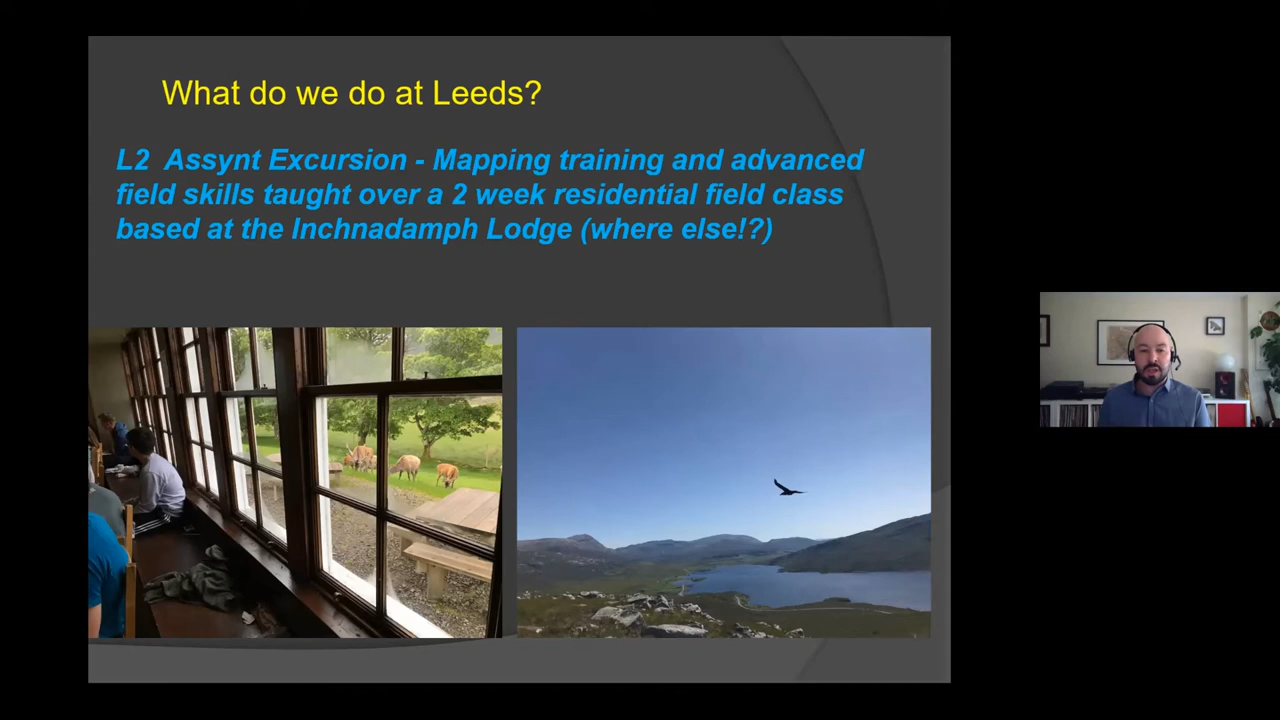 What do we do at Leeds?
L2 Assynt Excursion - Mapping training and advanced
field skills taught over a 2 week residential field class
based at the Inchnadamph Lodge (where else!?)